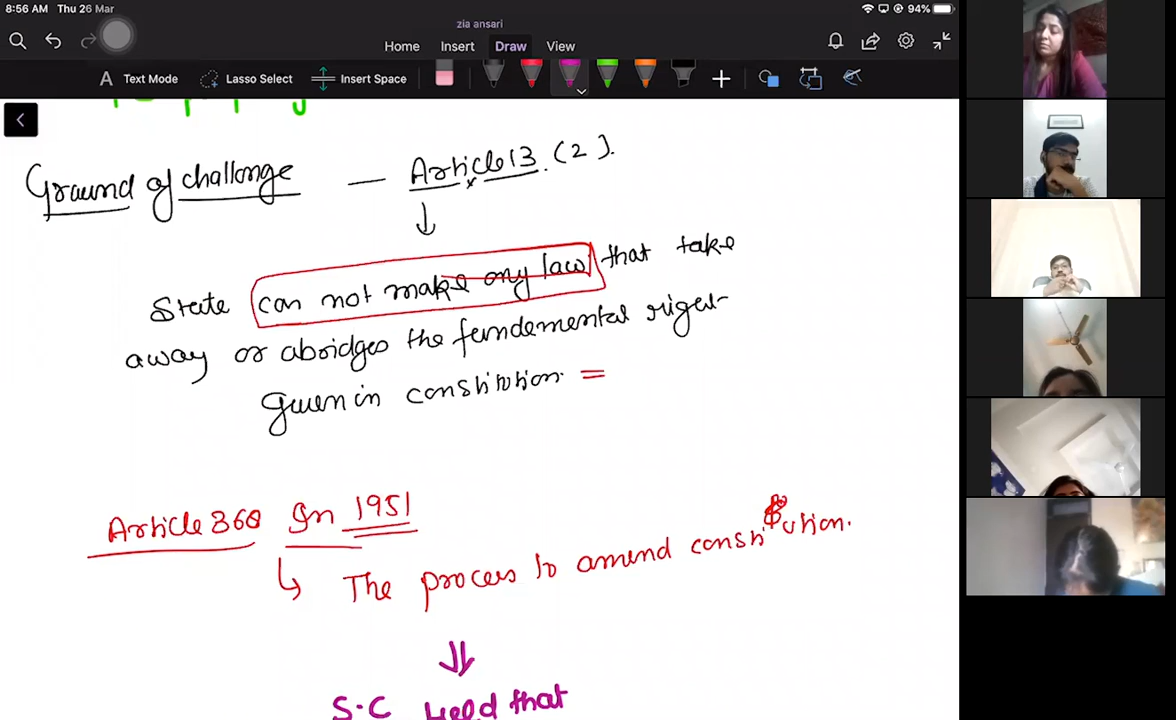 8:56 AM Thu 26 Mar
94%
zia ansari
Home Insert Draw View
Text Mode Lasso Select Insert Space
Ground of challenge — Article 13. (2).
State can not make any law that take
away or abridges the fundemental right
given in constitution =
Article 368 In 1951
The process to amend constitution.
S.C Held that